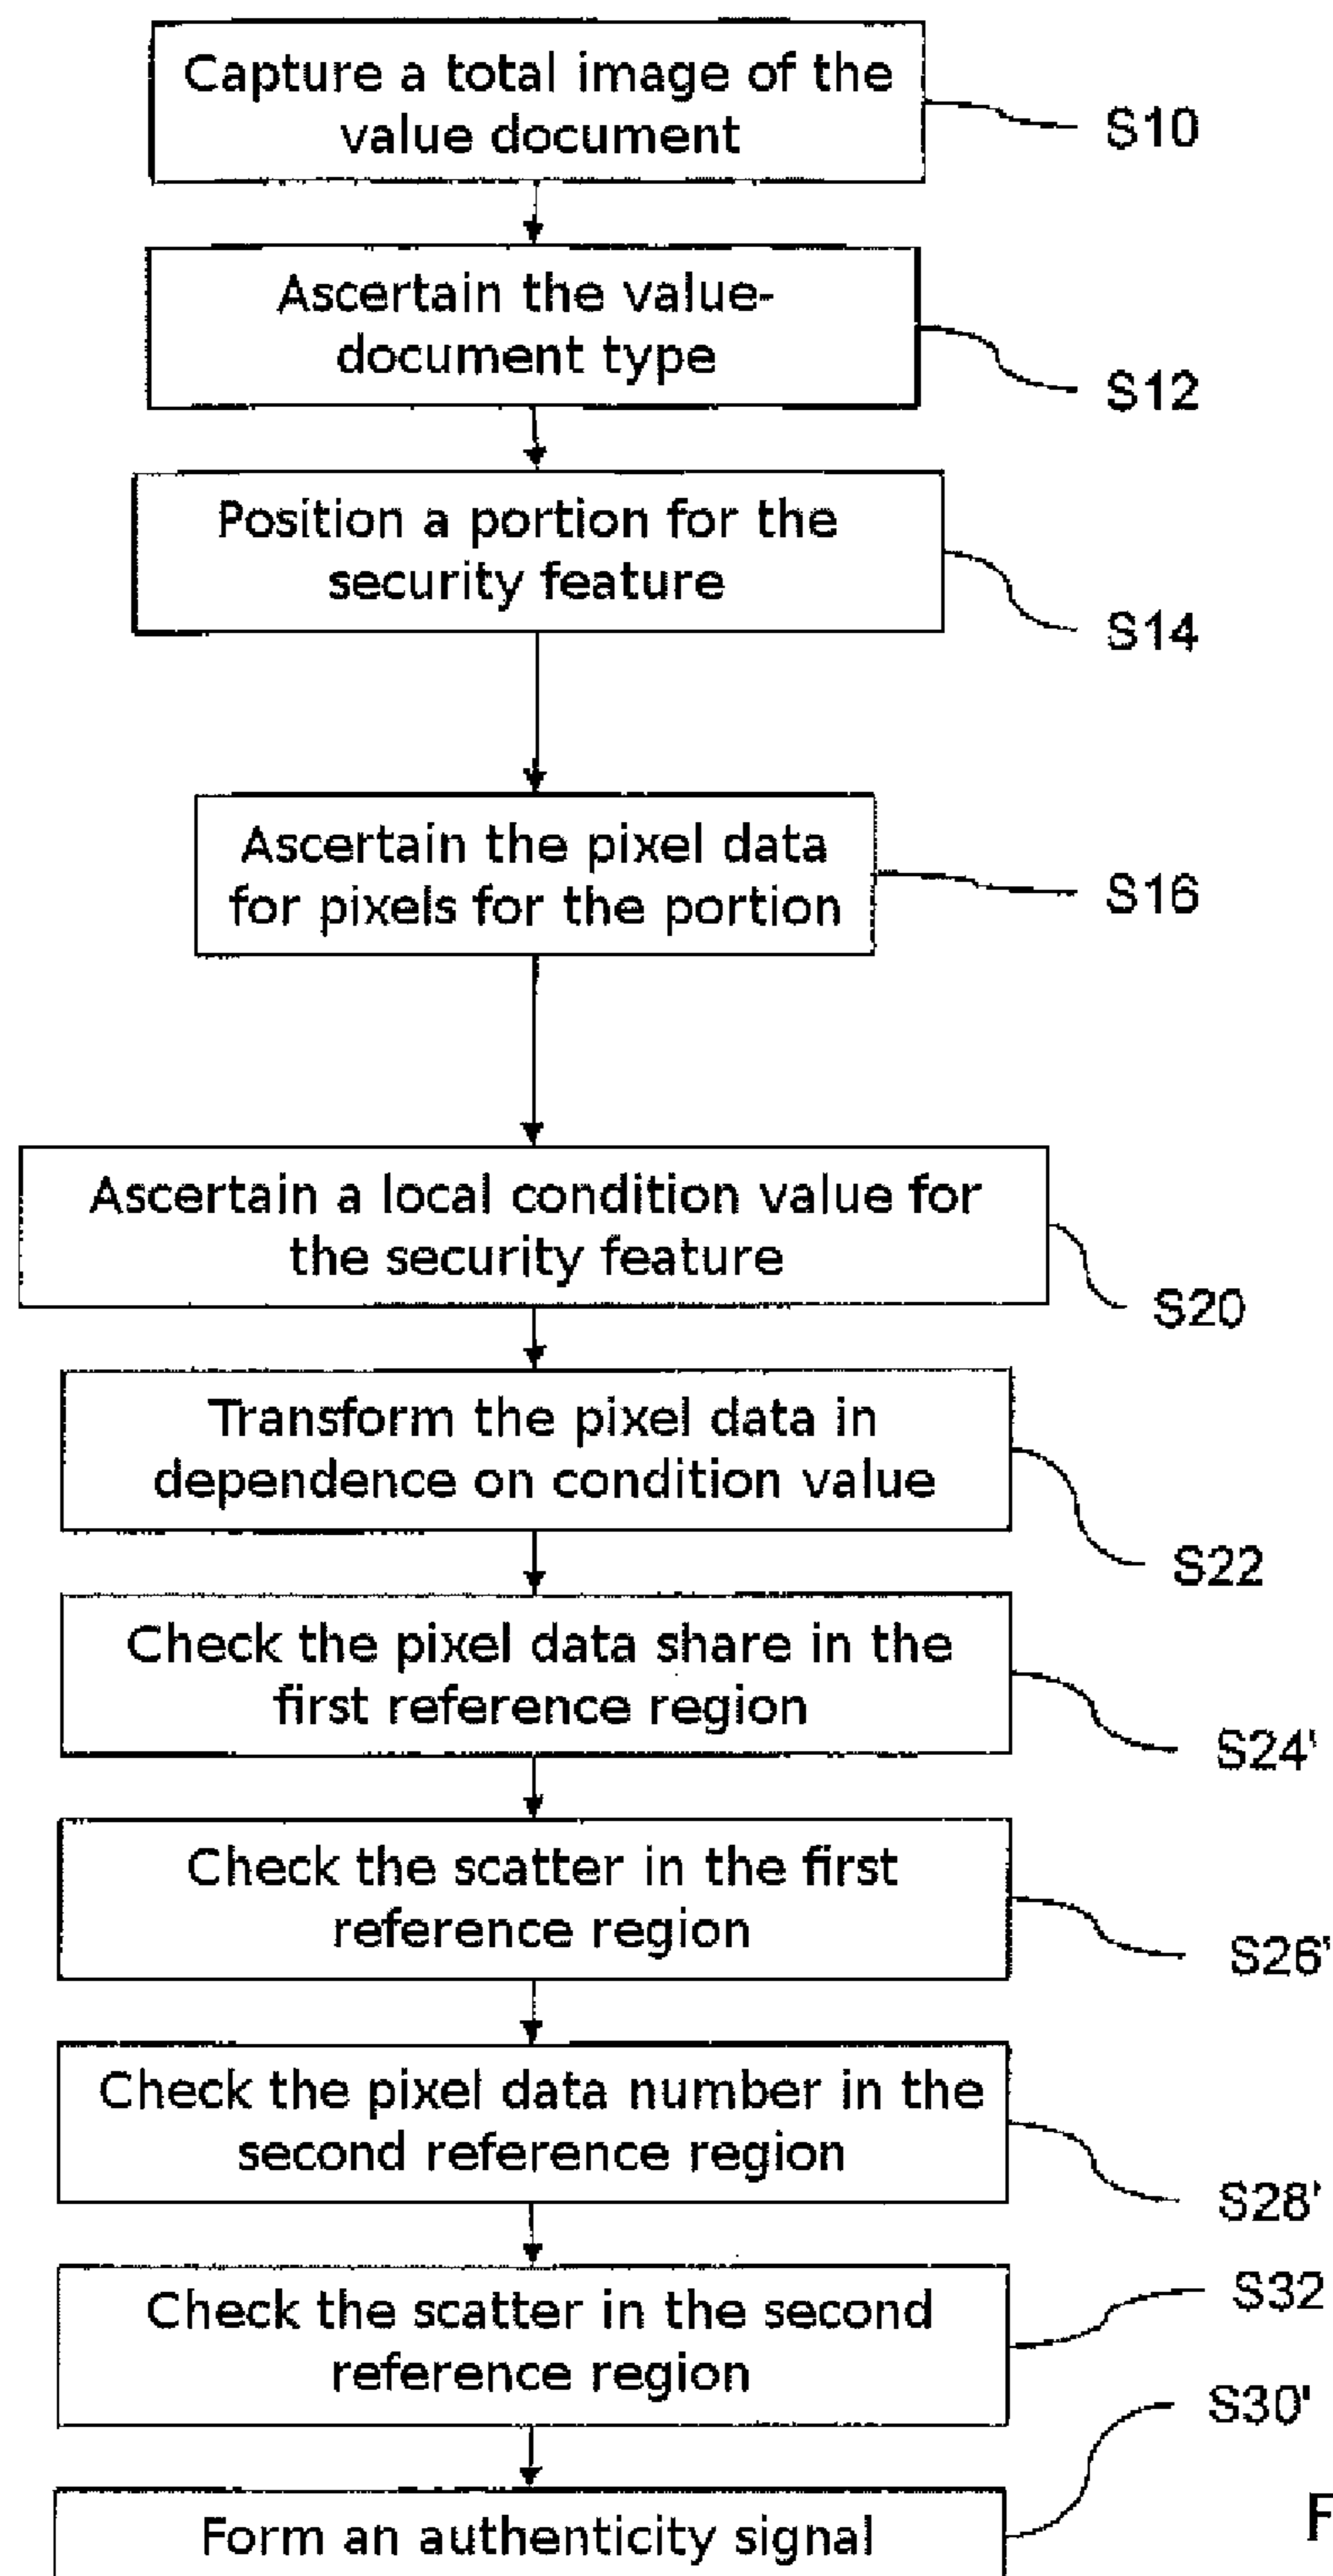 Capture a total image of the
value document
S10
Ascertain the value-
document type
S12
Position a portion for the
security feature
S14
Ascertain the pixel data
for pixels for the portion
S16
Ascertain a local condition value for
the security feature
S20
Transform the pixel data in
dependence on condition value
S22
Check the pixel data share in the
first reference region
S24'
Check the scatter in the first
reference region
S26'
Check the pixel data number in the
second reference region
S28'
Check the scatter in the second
reference region
S32
Form an authenticity signal
S30'
F